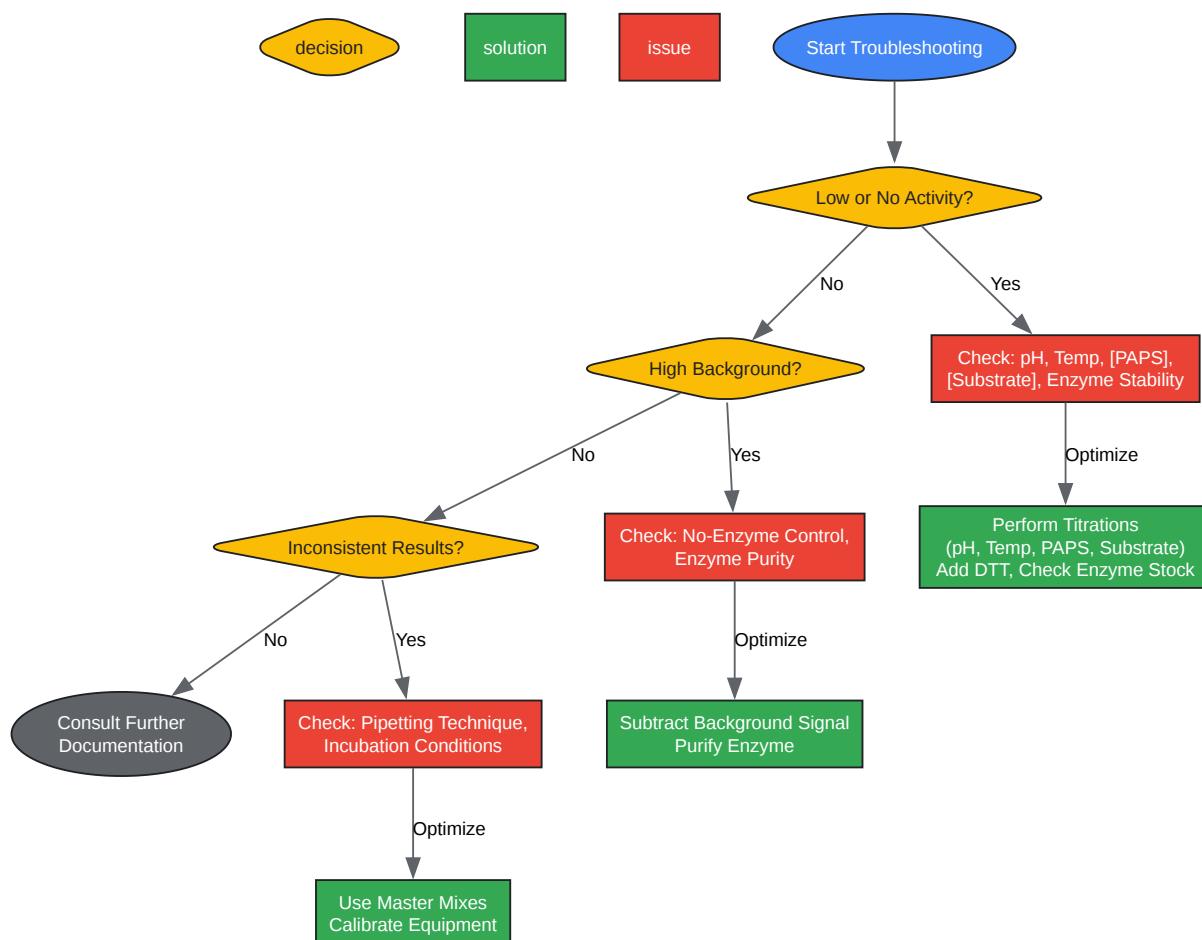 decision
solution
issue
Start Troubleshooting
Low or No Activity?
No
Yes
High Background?
Check: pH, Temp, [PAPS],
[Substrate], Enzyme Stability
No
Yes
Optimize
Inconsistent Results?
Check: No-Enzyme Control,
Enzyme Purity
Perform Titrations
(pH, Temp, PAPS, Substrate)
Add DTT, Check Enzyme Stock
No
Yes
Optimize
Consult Further
Documentation
Check: Pipetting Technique,
Incubation Conditions
Subtract Background Signal
Purify Enzyme
Optimize
Use Master Mixes
Calibrate Equipment